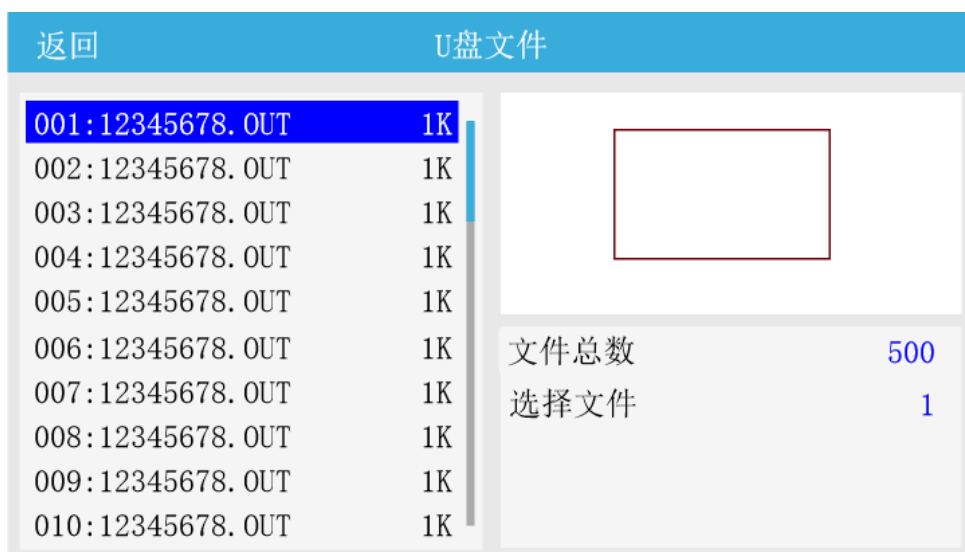 返回 U盘文件
001:12345678.OUT 1K
002:12345678.OUT 1K
003:12345678.OUT 1K
004:12345678.OUT 1K
005:12345678.OUT 1K
006:12345678.OUT 1K
007:12345678.OUT 1K
008:12345678.OUT 1K
009:12345678.OUT 1K
010:12345678.OUT 1K
文件总数 500
选择文件 1